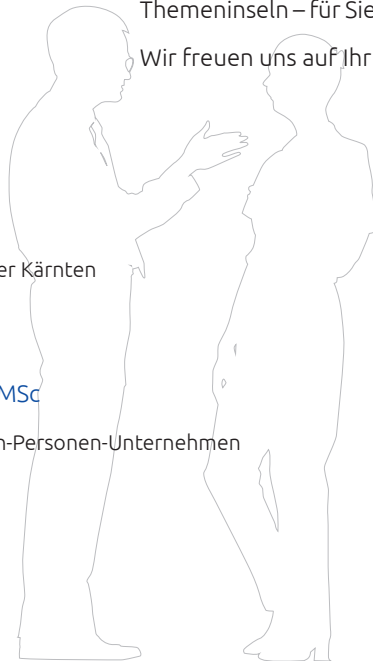 Themeninseln – für Sie
Wir freuen uns auf Ihr
er Kärnten
MSc
n-Personen-Unternehmen